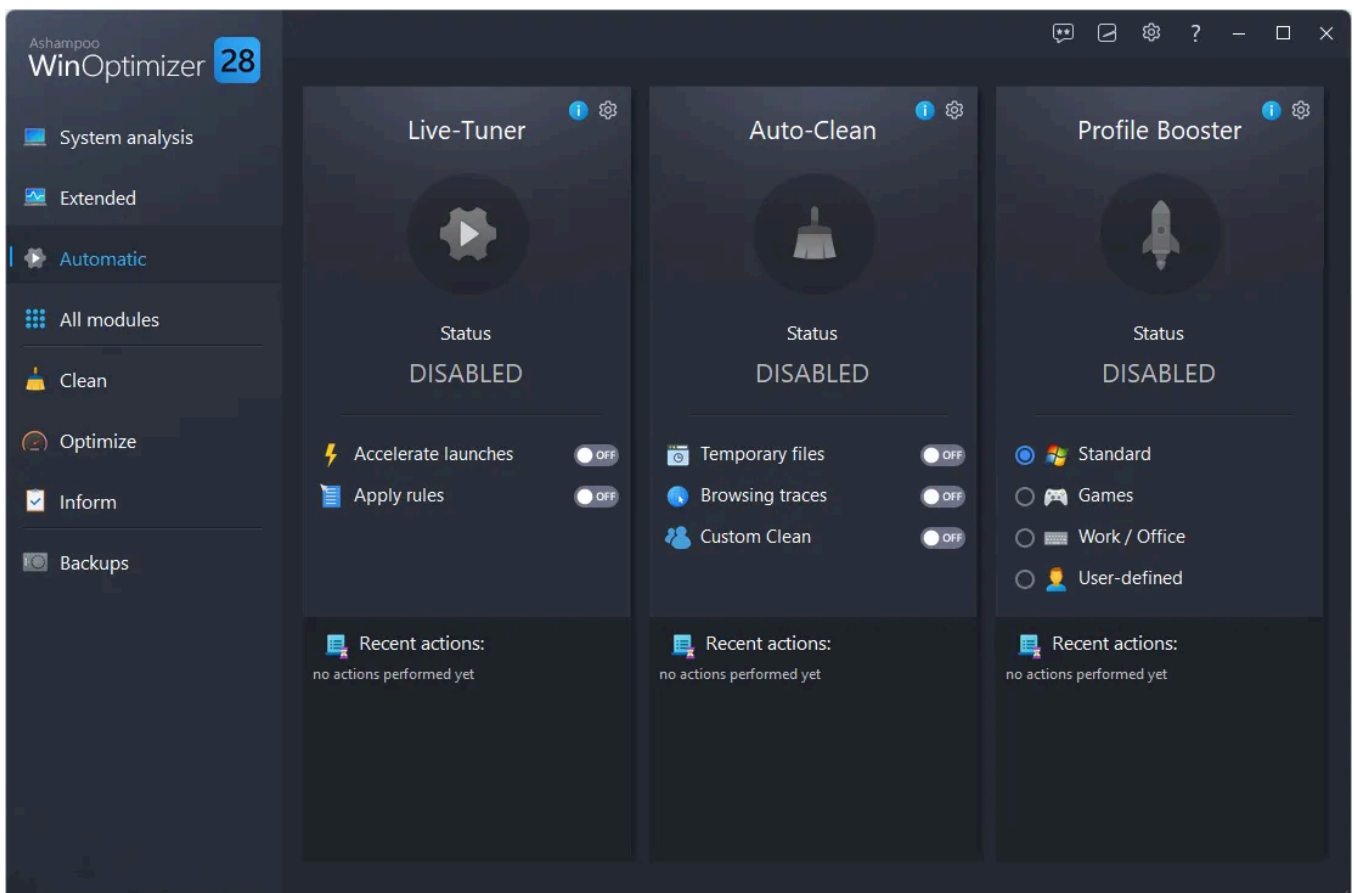 Ashampoo
WinOptimizer 28
System analysis
Extended
Automatic
All modules
Clean
Optimize
Inform
Backups
?
Live-Tuner
Status
DISABLED
Accelerate launches OFF
Apply rules OFF
Recent actions:
no actions performed yet
Auto-Clean
Status
DISABLED
Temporary files OFF
Browsing traces OFF
Custom Clean OFF
Recent actions:
no actions performed yet
Profile Booster
Status
DISABLED
Standard
Games
Work / Office
User-defined
Recent actions:
no actions performed yet